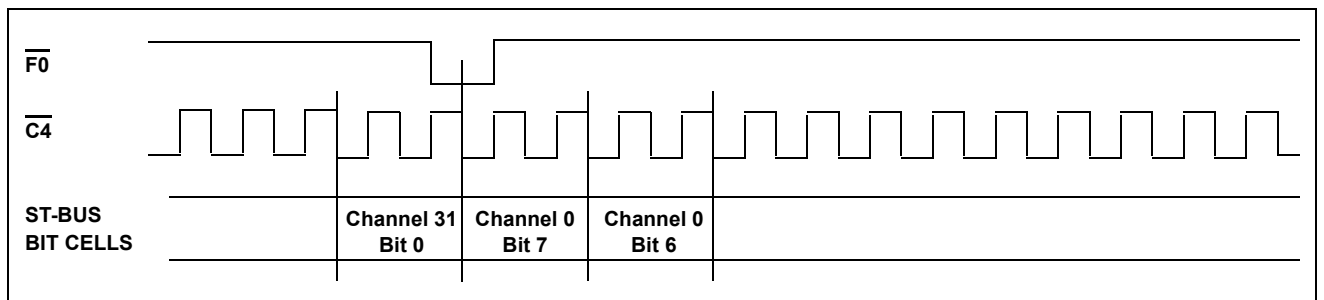 F0
C4
ST-BUS
BIT CELLS
Channel 31
Bit 0
Channel 0
Bit 7
Channel 0
Bit 6